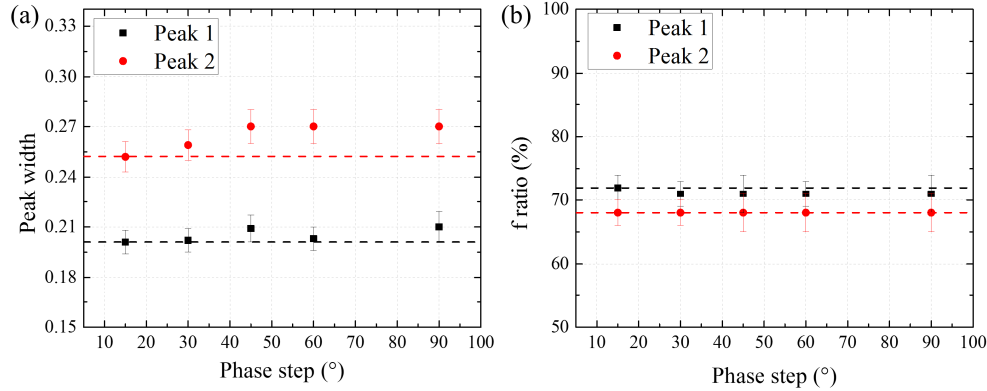 (a)
Peak 1
Peak 2
Peak width
0.33
0.30
0.27
0.24
0.21
0.18
0.15
10 20 30 40 50 60 70 80 90 100
Phase step (°)
(b)
Peak 1
Peak 2
f ratio (%)
100
90
80
70
60
50
10 20 30 40 50 60 70 80 90 100
Phase step (°)